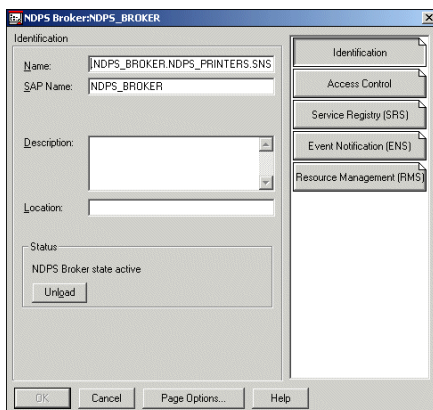 NDPS Broker:NDPS_BROKER
Identification
Name: .NDPS_BROKER.NDPS_PRINTERS.SNS
SAP Name: NDPS_BROKER
Description:
Location:
Status
NDPS Broker state active
Unload
Identification
Access Control
Service Registry (SRS)
Event Notification (ENS)
Resource Management (RMS)
OK Cancel Page Options... Help